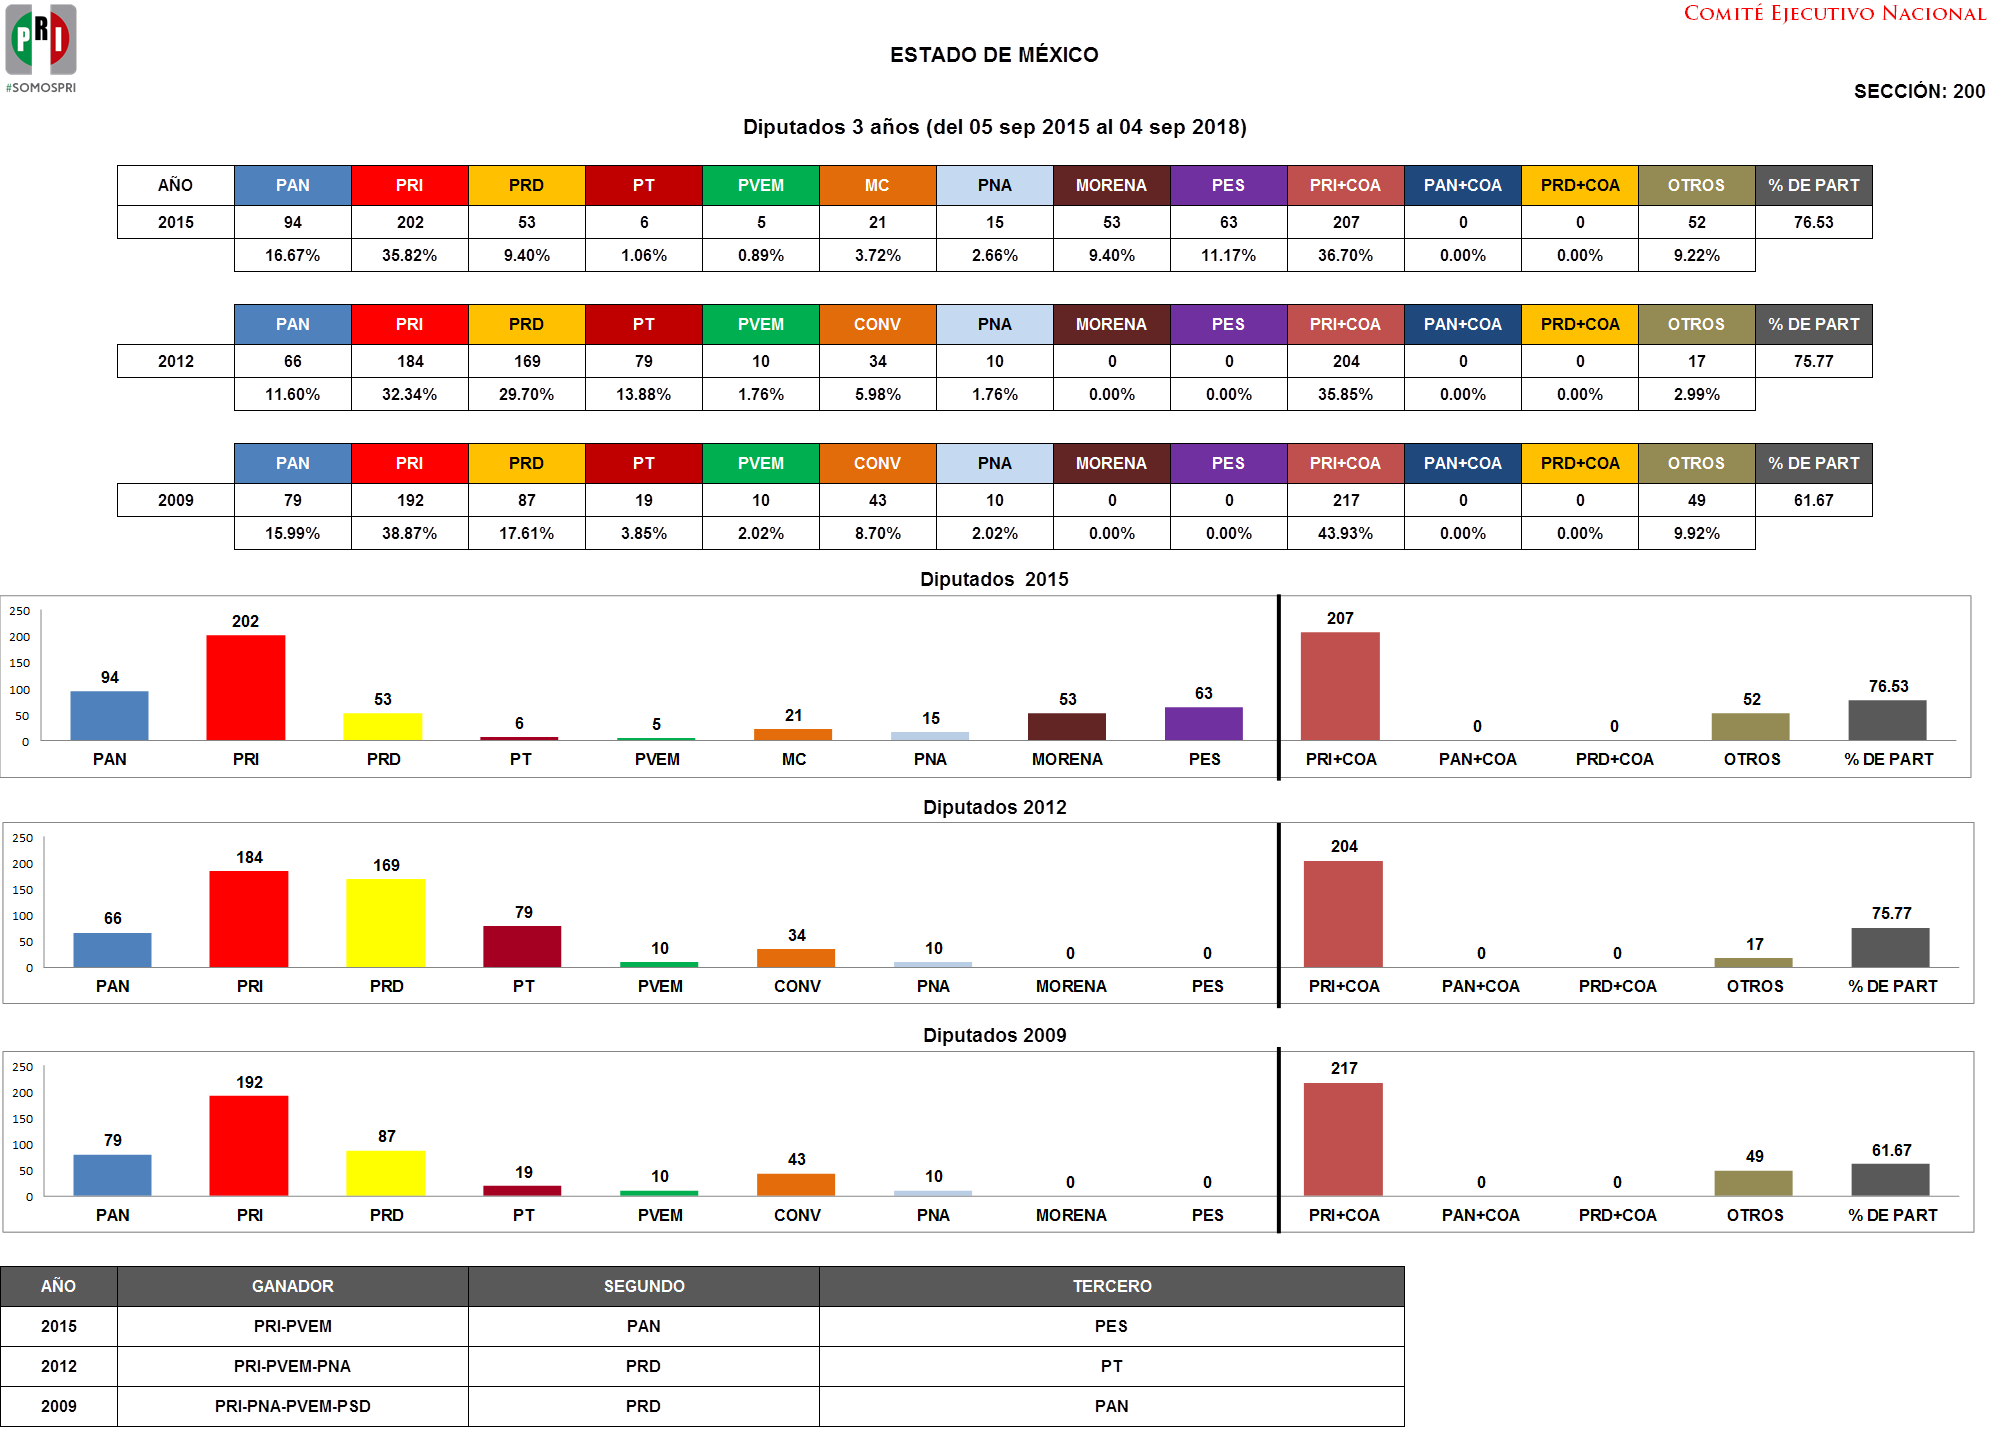 PRI
#SOMOSPRI
COMITÉ EJECUTIVO NACIONAL
ESTADO DE MÉXICO
SECCIÓN: 200
Diputados 3 años (del 05 sep 2015 al 04 sep 2018)
AÑO PAN PRI PRD PT PVEM MC PNA MORENA PES PRI+COA PAN+COA PRD+COA OTROS % DE PART
2015 94 202 53 6 5 21 15 53 63 207 0 0 52 76.53
16.67% 35.82% 9.40% 1.06% 0.89% 3.72% 2.66% 9.40% 11.17% 36.70% 0.00% 0.00% 9.22%
PAN PRI PRD PT PVEM CONV PNA MORENA PES PRI+COA PAN+COA PRD+COA OTROS % DE PART
2012 66 184 169 79 10 34 10 0 0 204 0 0 17 75.77
11.60% 32.34% 29.70% 13.88% 1.76% 5.98% 1.76% 0.00% 0.00% 35.85% 0.00% 0.00% 2.99%
PAN PRI PRD PT PVEM CONV PNA MORENA PES PRI+COA PAN+COA PRD+COA OTROS % DE PART
2009 79 192 87 19 10 43 10 0 0 217 0 0 49 61.67
15.99% 38.87% 17.61% 3.85% 2.02% 8.70% 2.02% 0.00% 0.00% 43.93% 0.00% 0.00% 9.92%
Diputados 2015
250
200
150
100
50
0
94 202 53 6 5 21 15 53 63 207 0 0 52 76.53
PAN PRI PRD PT PVEM MC PNA MORENA PES PRI+COA PAN+COA PRD+COA OTROS % DE PART
Diputados 2012
250
200
150
100
50
0
66 184 169 79 10 34 10 0 0 204 0 0 17 75.77
PAN PRI PRD PT PVEM CONV PNA MORENA PES PRI+COA PAN+COA PRD+COA OTROS % DE PART
Diputados 2009
250
200
150
100
50
0
79 192 87 19 10 43 10 0 0 217 0 0 49 61.67
PAN PRI PRD PT PVEM CONV PNA MORENA PES PRI+COA PAN+COA PRD+COA OTROS % DE PART
AÑO GANADOR SEGUNDO TERCERO
2015 PRI-PVEM PAN PES
2012 PRI-PVEM-PNA PRD PT
2009 PRI-PNA-PVEM-PSD PRD PAN